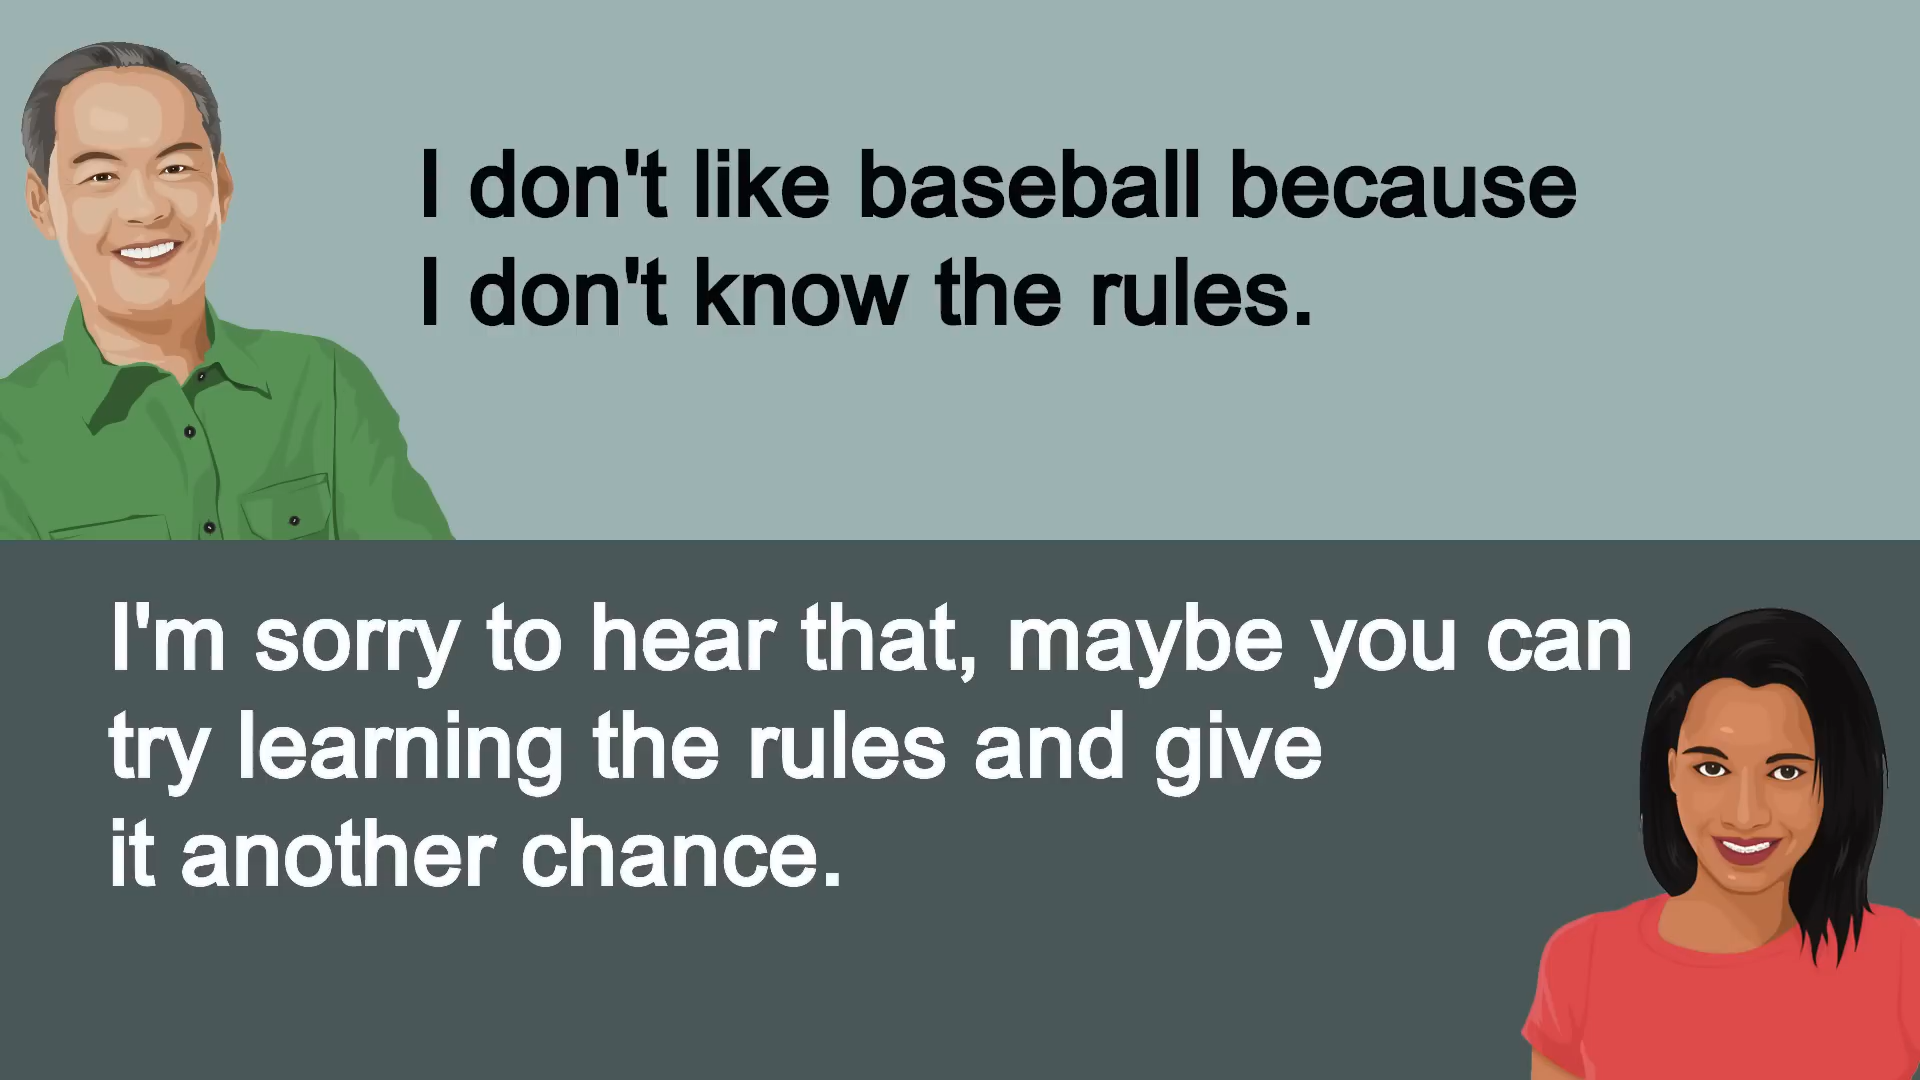 I don't like baseball because
I don't know the rules.
I'm sorry to hear that, maybe you can
try learning the rules and give
it another chance.